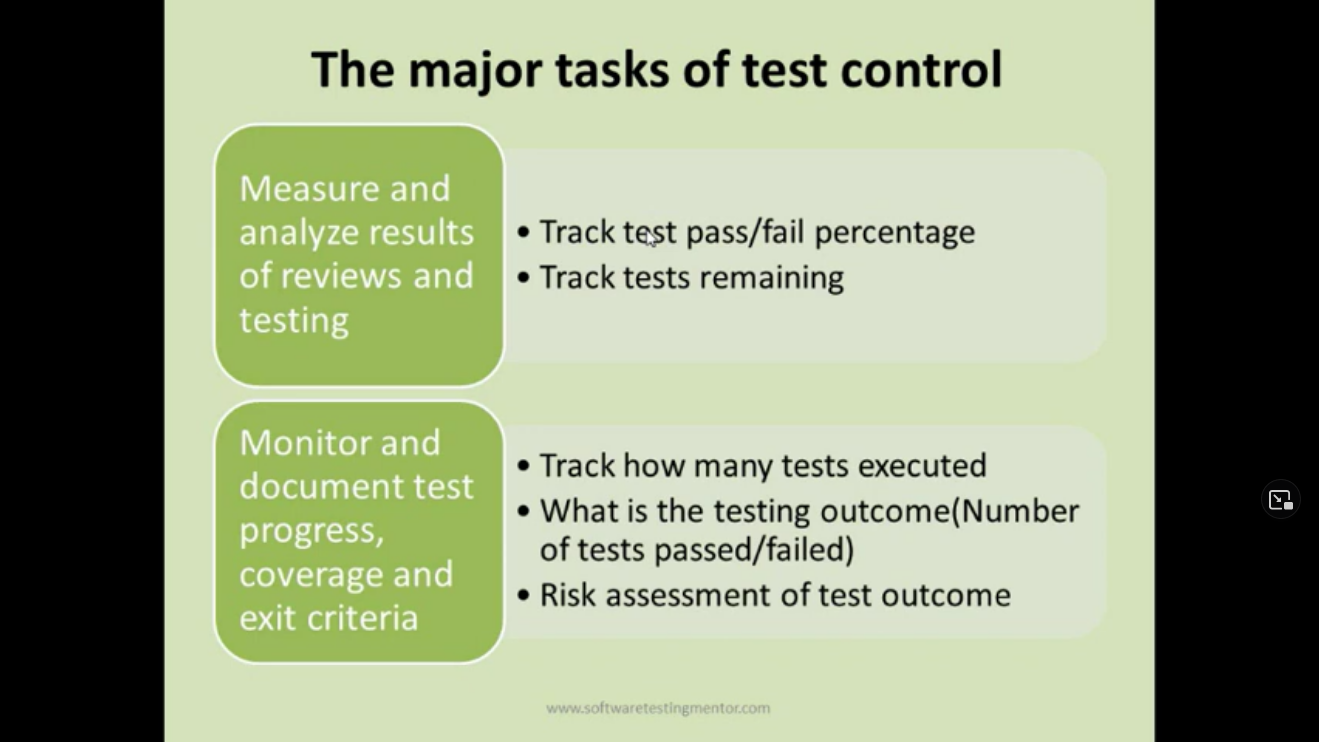 The major tasks of test control
Measure and
analyze results
of reviews and
testing
• Track test pass/fail percentage
• Track tests remaining
Monitor and
document test
progress,
coverage and
exit criteria
• Track how many tests executed
• What is the testing outcome(Number
of tests passed/failed)
• Risk assessment of test outcome
www.softwaretestingmentor.com